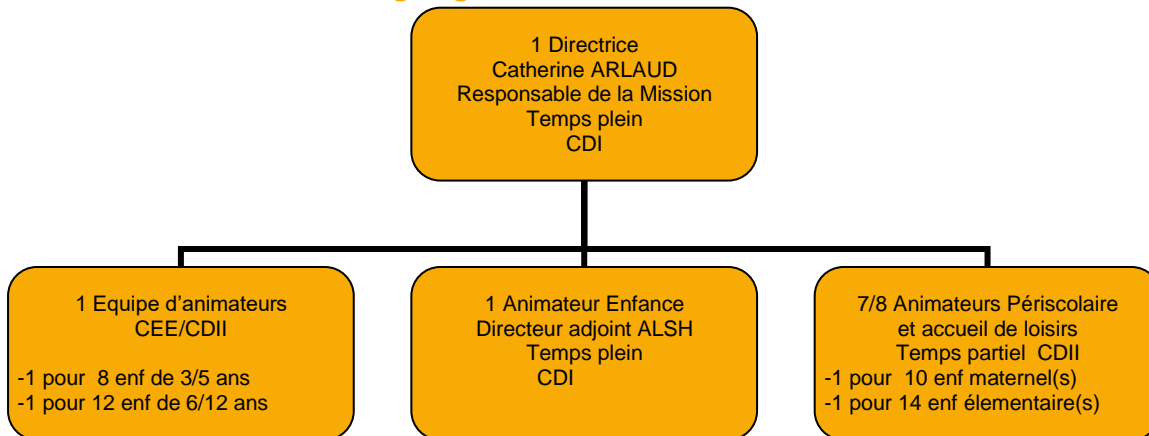 1 Directrice
Catherine ARLAUD
Responsable de la Mission
Temps plein
CDI
1 Equipe d'animateurs
CEE/CDII
-1 pour 8 enf de 3/5 ans
-1 pour 12 enf de 6/12 ans
1 Animateur Enfance
Directeur adjoint ALSH
Temps plein
CDI
7/8 Animateurs Périscolaire
et accueil de loisirs
Temps partiel CDII
-1 pour 10 enf maternel(s)
-1 pour 14 enf élementaire(s)